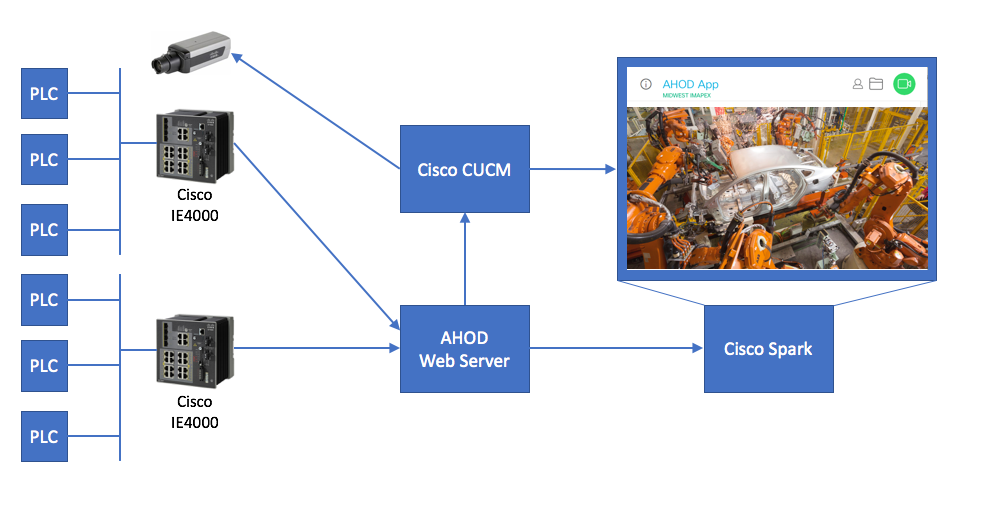 PLC
PLC
PLC
PLC
PLC
PLC
Cisco
IE4000
Cisco
IE4000
Cisco CUCM
AHOD
Web Server
AHOD App
MIDWEST IMAPEX
Cisco Spark